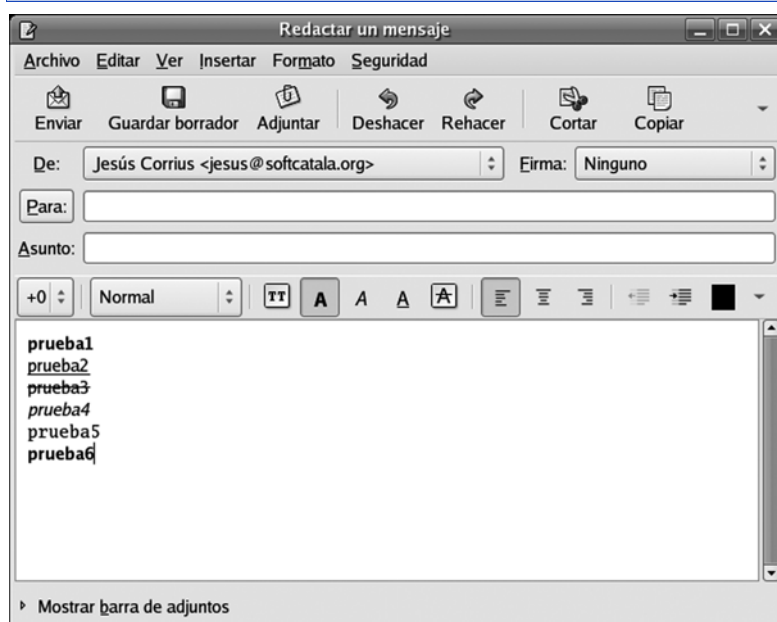 Redactar un mensaje
Archivo Editar Ver Insertar Formato Seguridad
Enviar Guardar borrador Adjuntar Deshacer Rehacer Cortar Copiar
De: Jesús Corrius <jesus@softcatala.org> Firma: Ninguno
Para:
Asunto:
+0 Normal TT A A A A
prueba1
prueba2
prueba3
prueba4
prueba5
prueba6
Mostrar barra de adjuntos